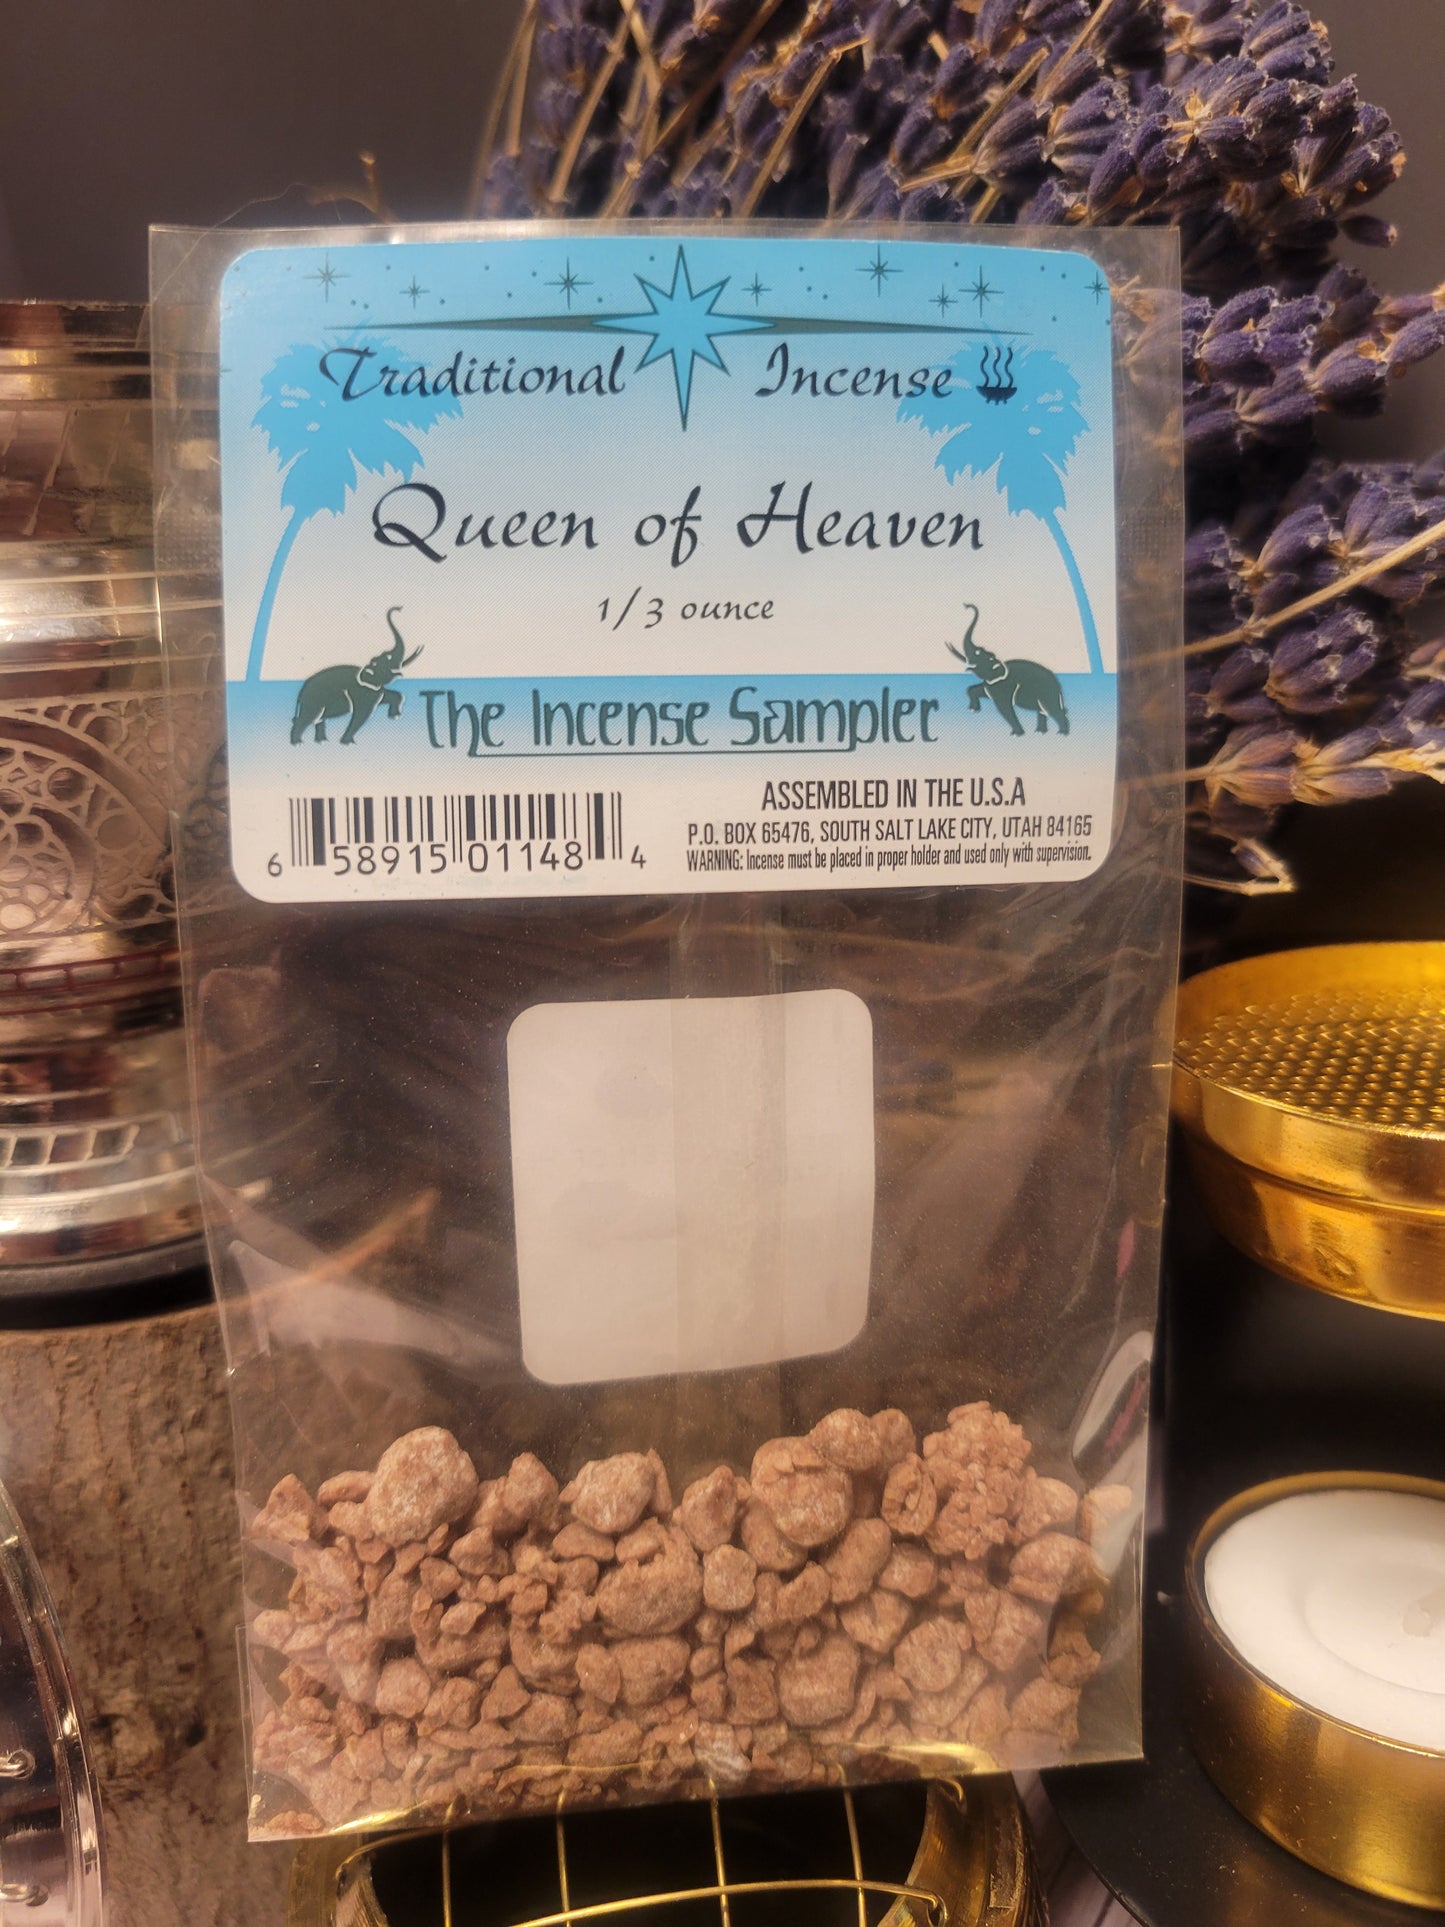 Traditional Incense
Queen of Heaven
1/3 ounce
The Incense Sampler
6 58915 01148 4
ASSEMBLED IN THE U.S.A
P.O. BOX 65476, SOUTH SALT LAKE CITY, UTAH 84165
WARNING: Incense must be placed in proper holder and used only with supervision.